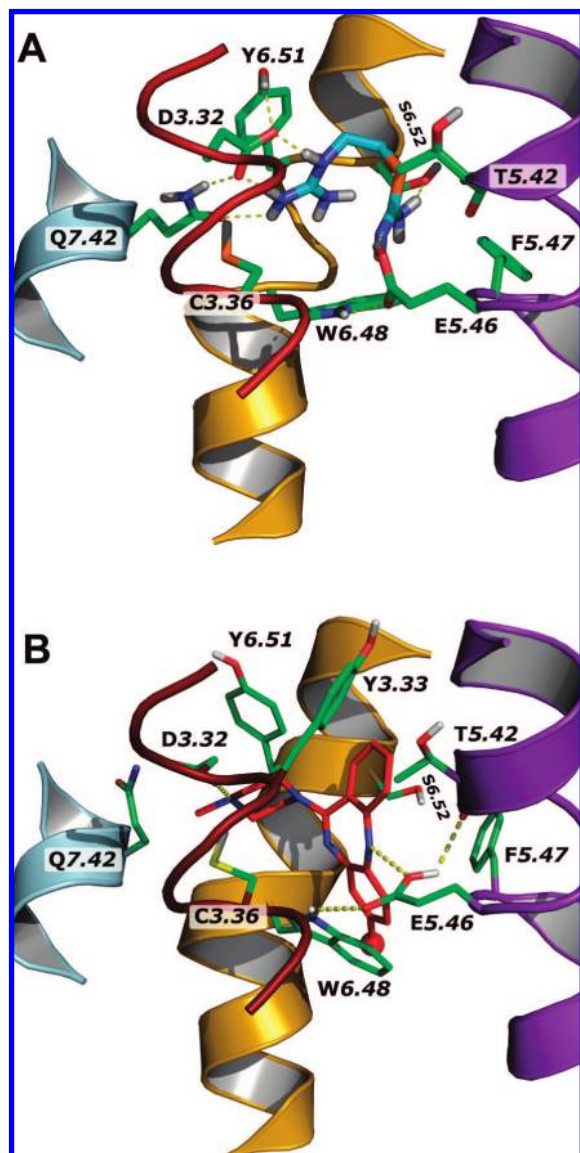 A
Y6.51
D3.32
S6.52
T5.42
Q7.42
F5.47
C3.36
W6.48
E5.46
B
Y6.51
Y3.33
D3.32
T5.42
S6.52
Q7.42
F5.47
C3.36
E5.46
W6.48